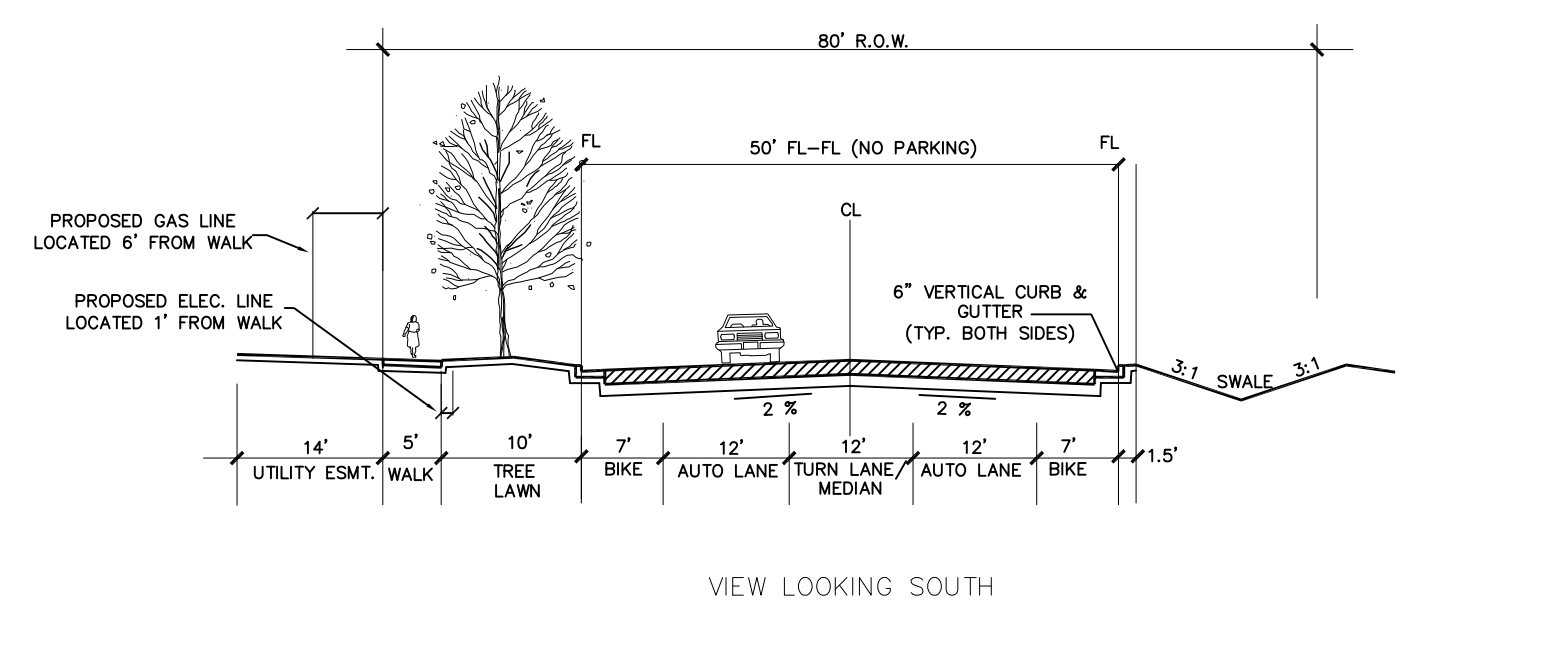 80' R.O.W.
FL
50' FL-FL (NO PARKING)
FL
CL
PROPOSED GAS LINE
LOCATED 6' FROM WALK
PROPOSED ELEC. LINE
LOCATED 1' FROM WALK
6" VERTICAL CURB &
GUTTER
(TYP. BOTH SIDES)
3:1
SWALE
3:1
2 %
2 %
14'
UTILITY ESMT.
5'
WALK
10'
TREE
LAWN
7'
BIKE
12'
AUTO LANE
12'
TURN LANE/
MEDIAN
12'
AUTO LANE
7'
BIKE
1.5'
VIEW LOOKING SOUTH